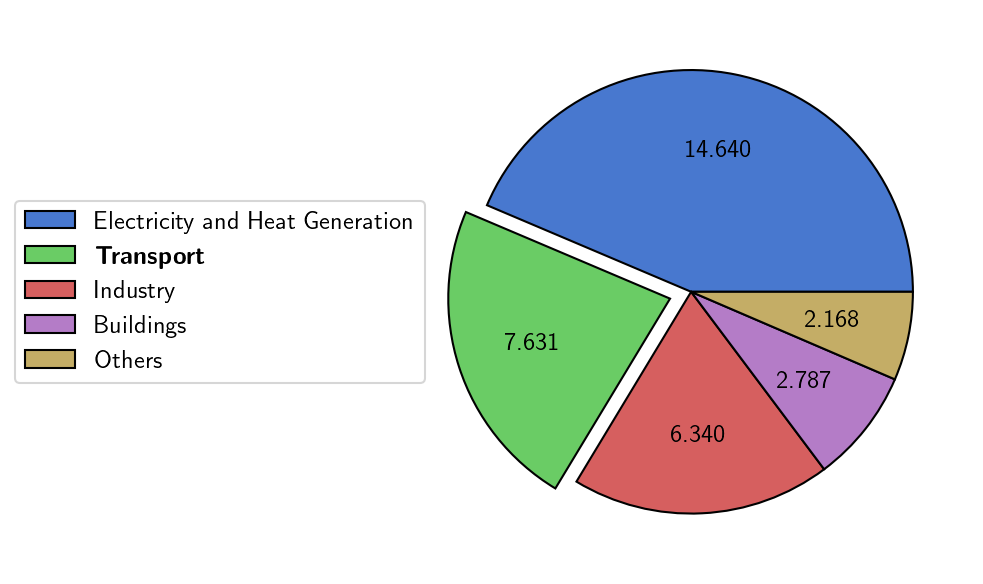 Electricity and Heat Generation
Transport
Industry
Buildings
Others
14.640
7.631
6.340
2.787
2.168